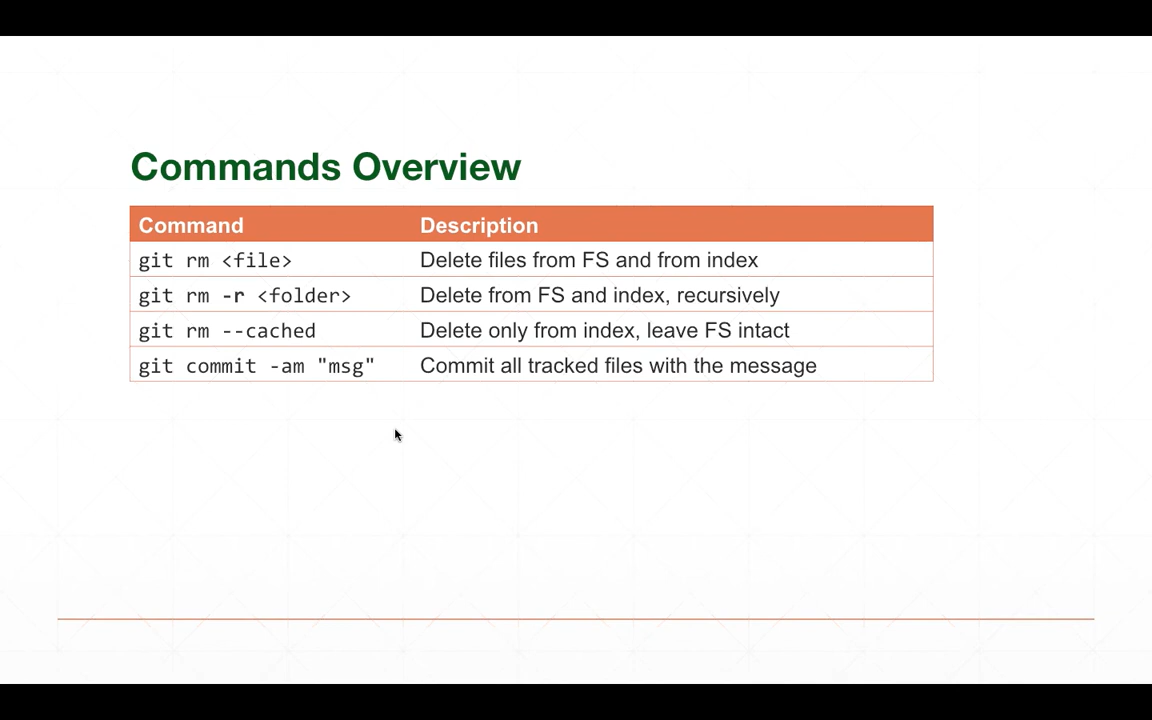 Commands Overview
Command Description
git rm <file> Delete files from FS and from index
git rm -r <folder> Delete from FS and index, recursively
git rm --cached Delete only from index, leave FS intact
git commit -am "msg" Commit all tracked files with the message